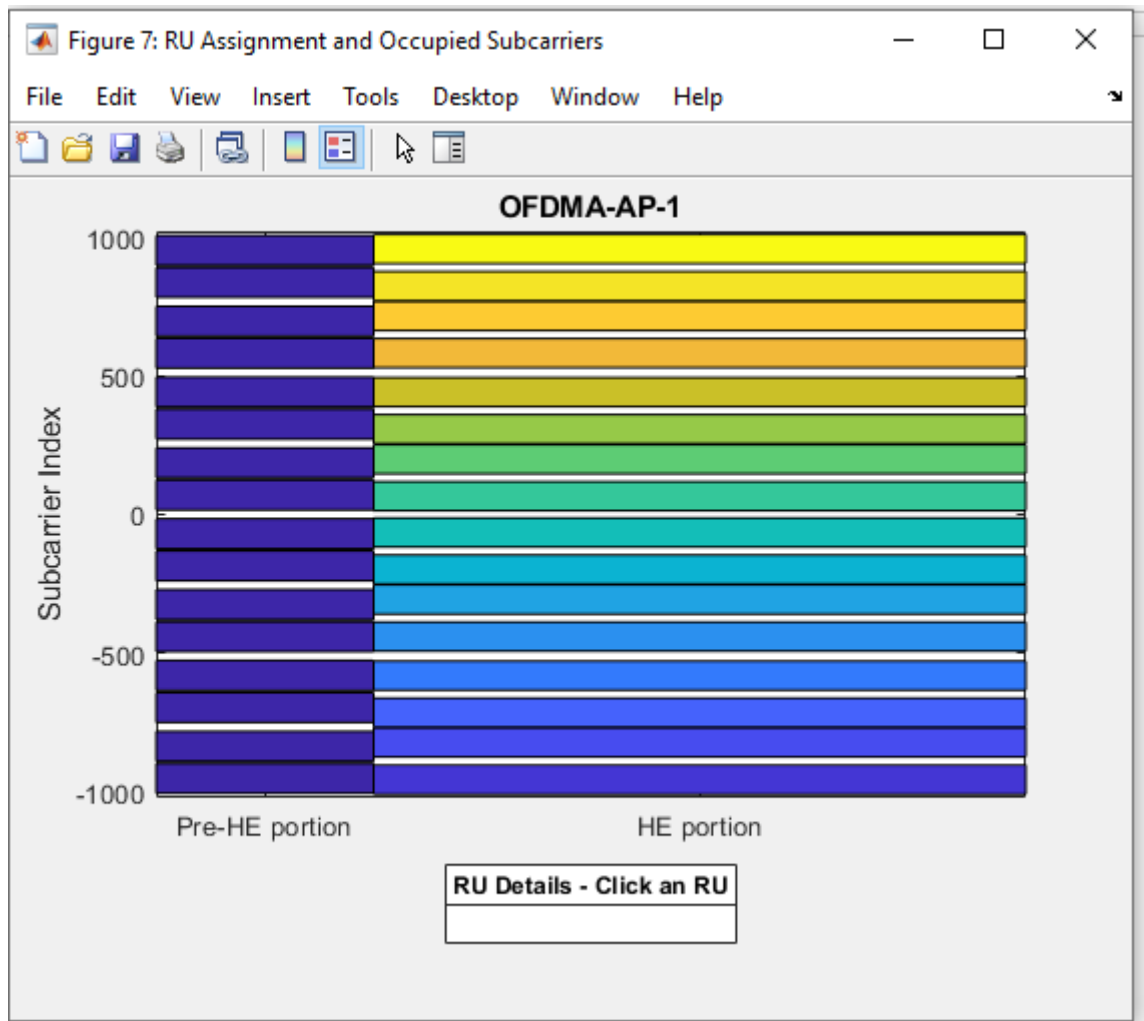 Figure 7: RU Assignment and Occupied Subcarriers
File Edit View Insert Tools Desktop Window Help
OFDMA-AP-1
1000
500
0
-500
-1000
Subcarrier Index
Pre-HE portion HE portion
RU Details - Click an RU